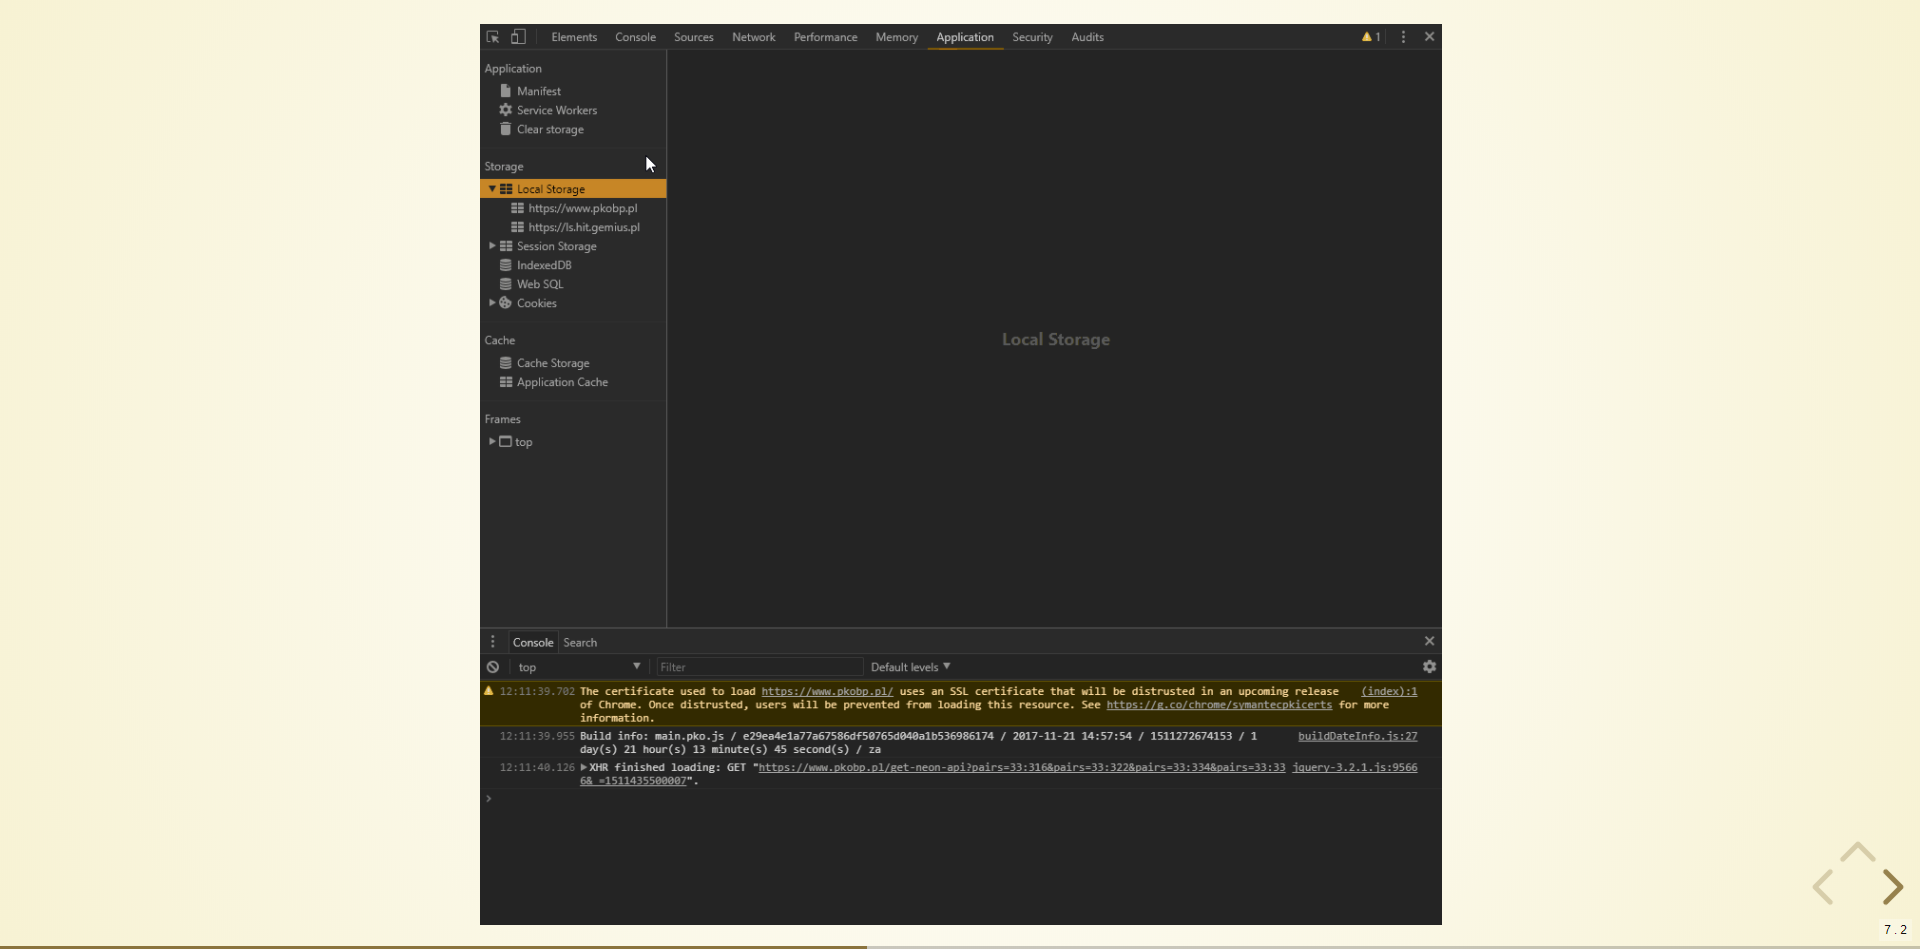 Elements Console Sources Network Performance Memory Application Security Audits 1
Application
Manifest
Service Workers
Clear storage
Storage
Local Storage
https://www.pkobp.pl
https://ls.hit.gemius.pl
Session Storage
IndexedDB
Web SQL
Cookies
Cache
Cache Storage
Application Cache
Frames
top
Local Storage
Console Search
top Filter Default levels
12:11:39.702 The certificate used to load https://www.pkobp.pl/ uses an SSL certificate that will be distrusted in an upcoming release (index):1
of Chrome. Once distrusted, users will be prevented from loading this resource. See https://g.co/chrome/symantecpkicerts for more
information.
12:11:39.955 Build info: main.pko.js / e29ea4e1a77a67586df50765d040a1b536986174 / 2017-11-21 14:57:54 / 1511272674153 / 1 buildDateInfo.js:27
day(s) 21 hour(s) 13 minute(s) 45 second(s) / za
12:11:40.126 XHR finished loading: GET "https://www.pkobp.pl/get-neon-api?pairs=33:316&pairs=33:322&pairs=33:334&pairs=33:33 jquery-3.2.1.js:9566
6&_=1511435500007".
7.2